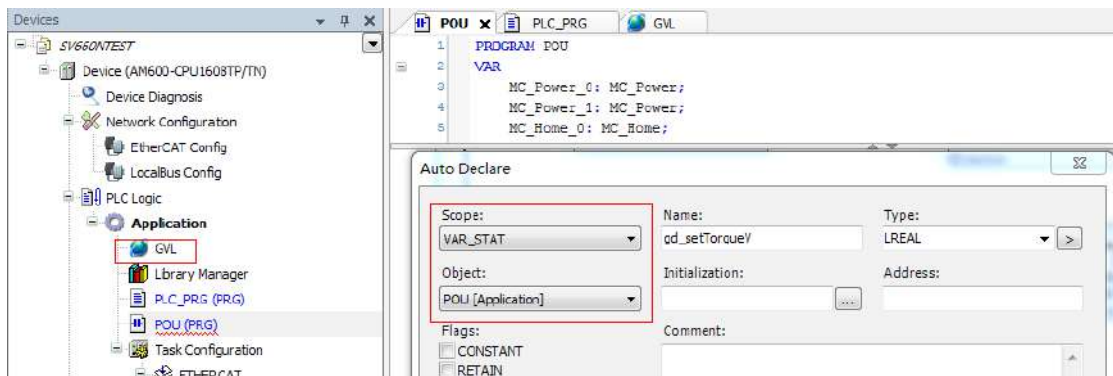 Devices
SV660NTEST
Device (AM600-CPU1608TP/TN)
Device Diagnosis
Network Configuration
EtherCAT Config
LocalBus Config
PLC Logic
Application
GVL
Library Manager
PLC_PRG (PRG)
POU (PRG)
Task Configuration
ETHERCAT
POU PLC_PRG GVL
1 PROGRAM POU
2 VAR
3 MC_Power_0: MC_Power;
4 MC_Power_1: MC_Power;
5 MC_Home_0: MC_Home;
Auto Declare
Scope: Name: Type:
VAR_STAT gd_setTorqueV LREAL >
Object: Initialization: Address:
POU [Application] ...
Flags: Comment:
CONSTANT
RETAIN